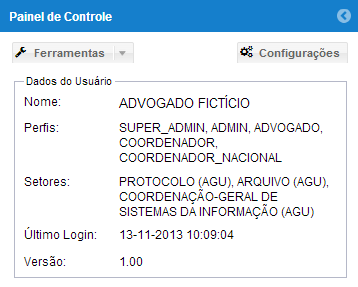 Painel de Controle
Ferramentas
Configurações
Dados do Usuário
Nome: ADVOGADO FICTÍCIO
Perfis: SUPER_ADMIN, ADMIN, ADVOGADO,
COORDENADOR,
COORDENADOR_NACIONAL
Setores: PROTOCOLO (AGU), ARQUIVO (AGU),
COORDENAÇÃO-GERAL DE
SISTEMAS DA INFORMAÇÃO (AGU)
Último Login: 13-11-2013 10:09:04
Versão: 1.00